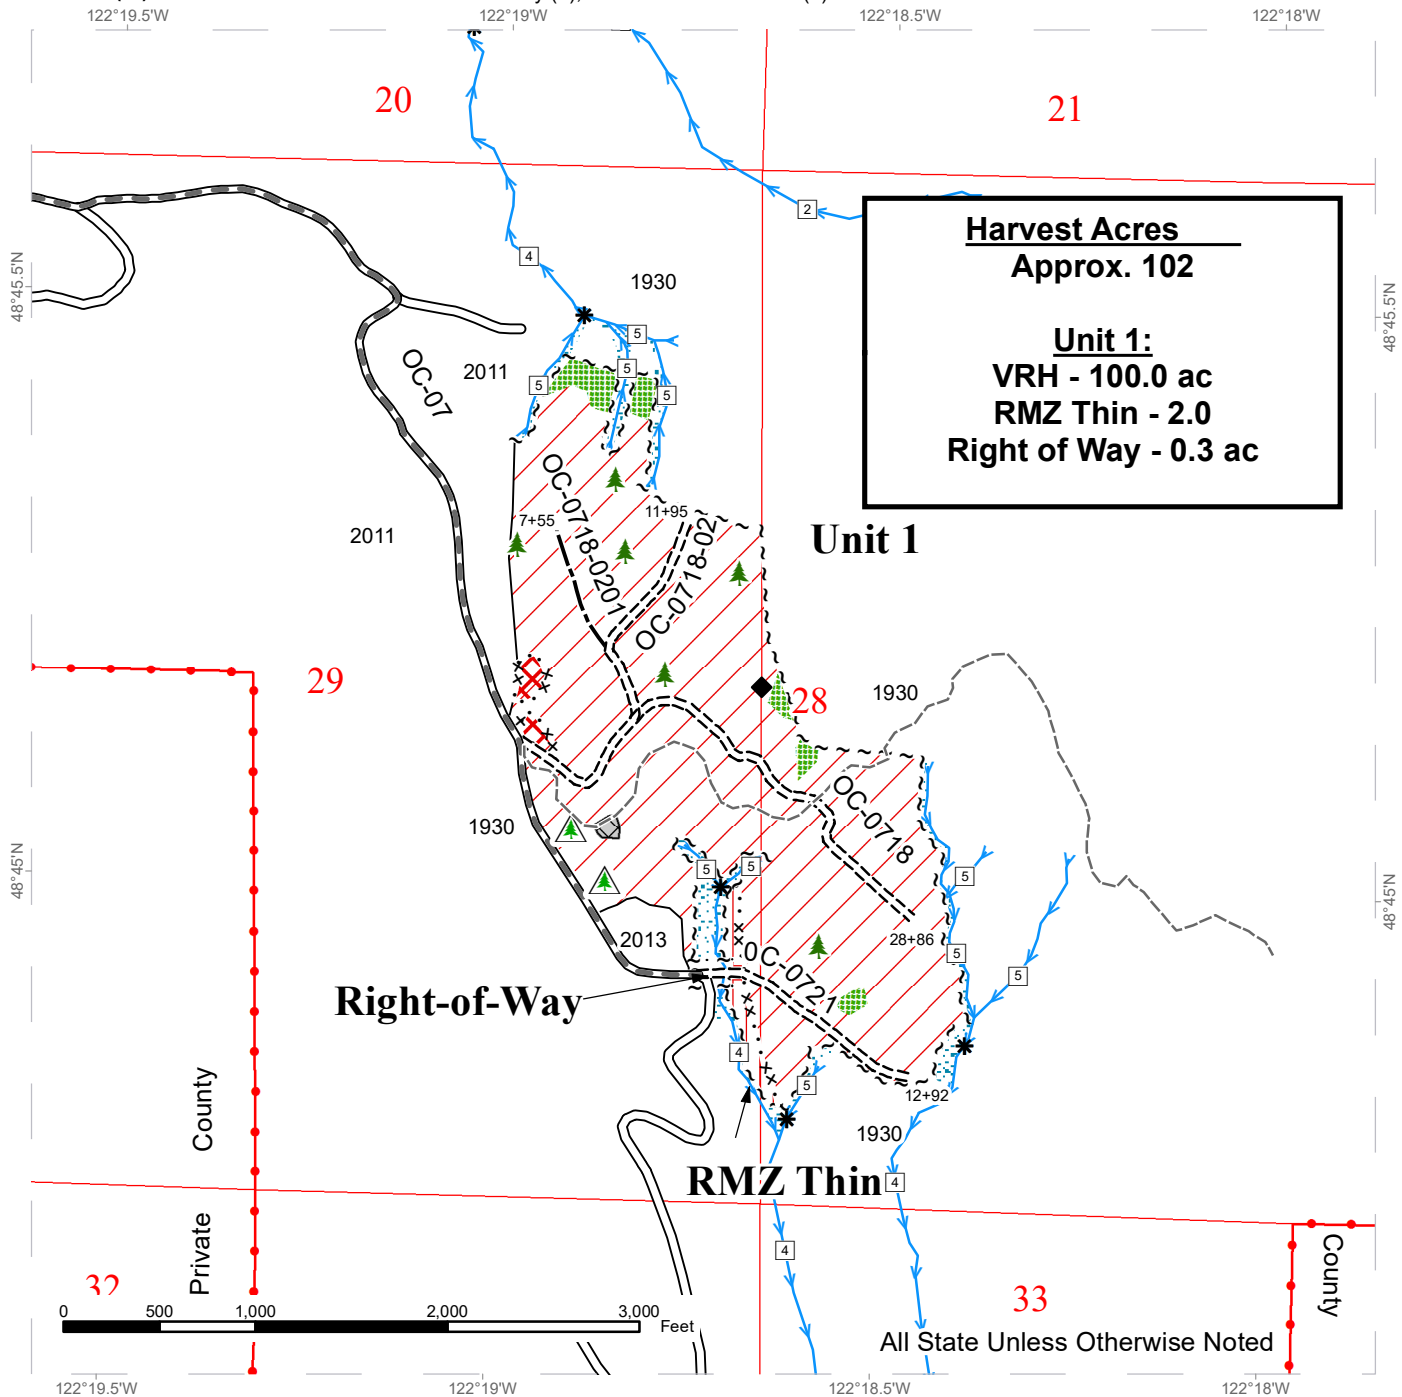 122°19.5'W
122°19'W
122°18.5'W
122°18'W
20
21
2
Harvest Acres
Approx. 102
Unit 1:
VRH - 100.0 ac
RMZ Thin - 2.0
Right of Way - 0.3 ac
4
48°45.5'N
48°45.5'N
1930
5
5
2011
5
5
OC-07
OC-0718-0201
7+55
11+95
OC-0718-02
2011
Unit 1
29
28
1930
OC-0718
1930
48°45'N
48°45'N
5
5
5
2013
28+86
5
5
0C-0721
Right-of-Way
4
5
12+92
1930
County
RMZ Thin
4
Private
4
County
32
33
0
500
1,000
2,000
3,000
Feet
All State Unless Otherwise Noted
122°19.5'W
122°19'W
122°18.5'W
122°18'W